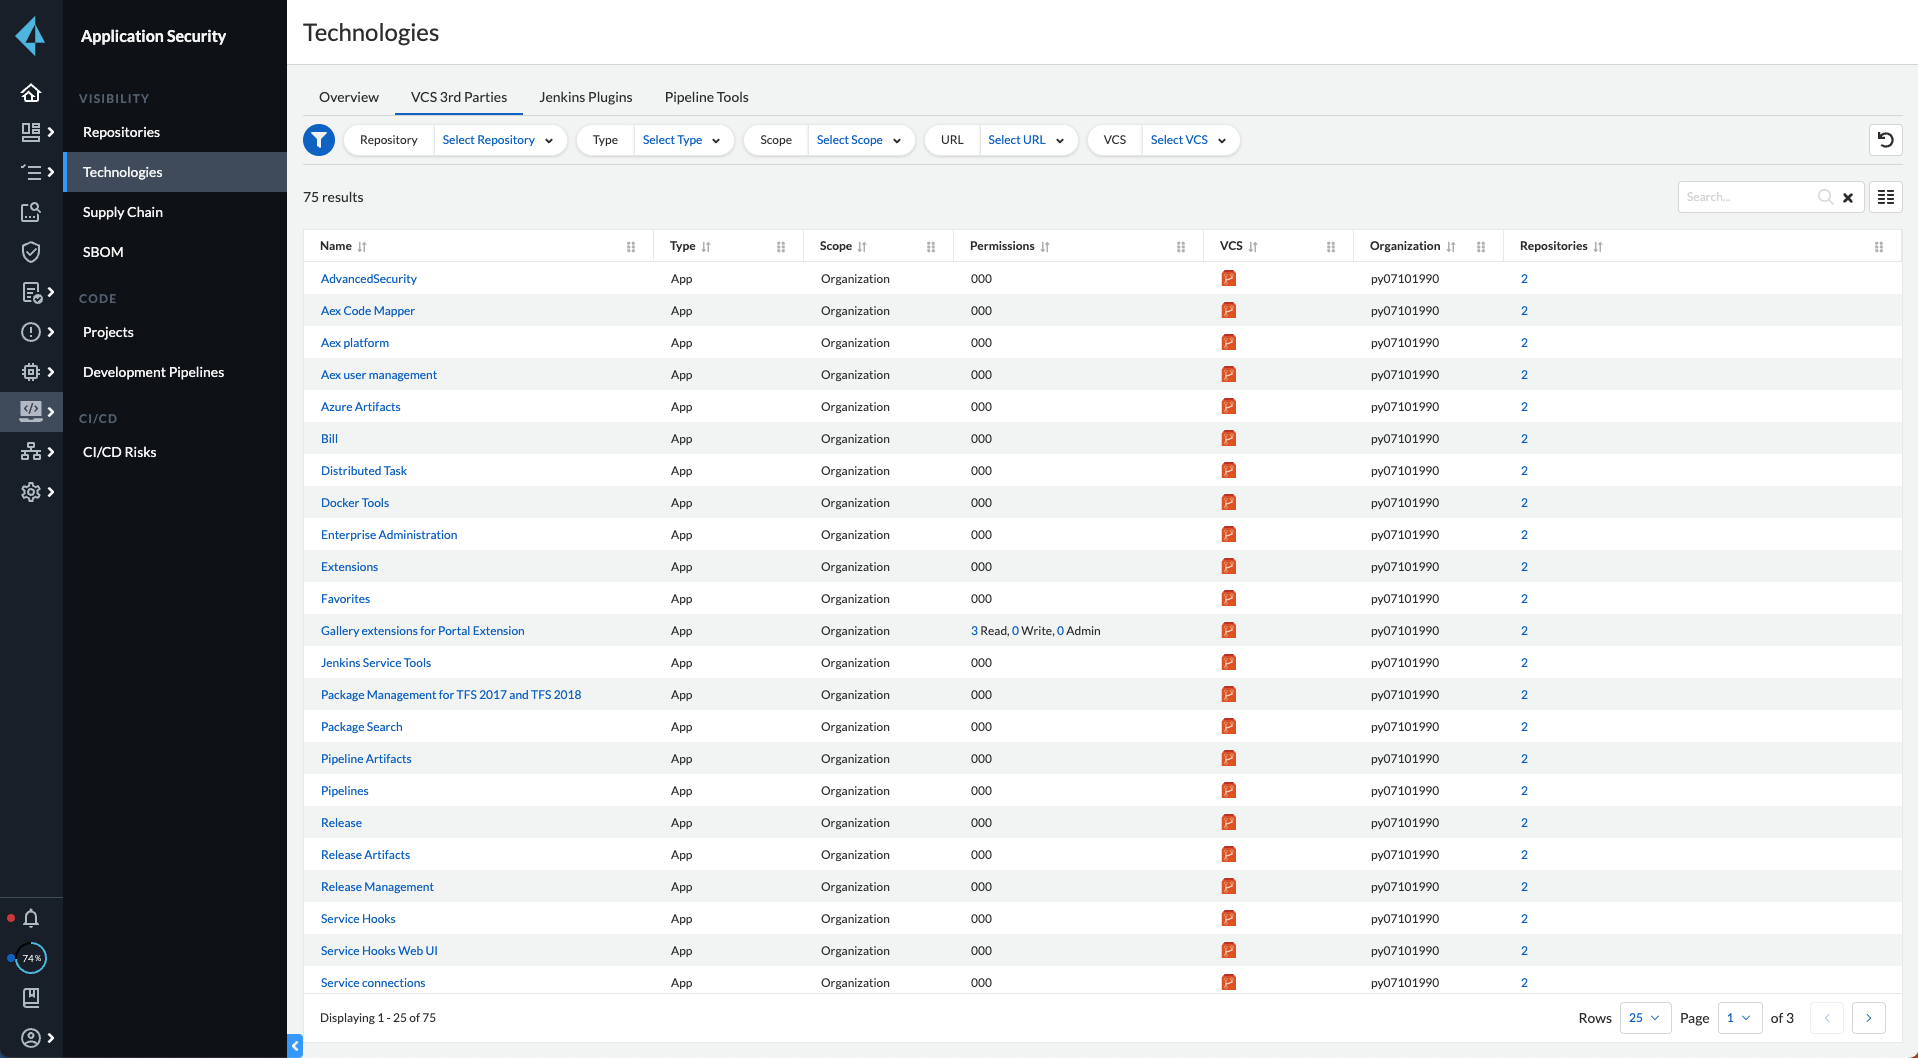 Application Security
VISIBILITY
Repositories
Technologies
Supply Chain
SBOM
CODE
Projects
Development Pipelines
CI/CD
CI/CD Risks
74%
Technologies
Overview VCS 3rd Parties Jenkins Plugins Pipeline Tools
Repository Select Repository Type Select Type Scope Select Scope URL Select URL VCS Select VCS
75 results
Search...
Name Type Scope Permissions VCS Organization Repositories
AdvancedSecurity App Organization 000 py07101990 2
Aex Code Mapper App Organization 000 py07101990 2
Aex platform App Organization 000 py07101990 2
Aex user management App Organization 000 py07101990 2
Azure Artifacts App Organization 000 py07101990 2
Bill App Organization 000 py07101990 2
Distributed Task App Organization 000 py07101990 2
Docker Tools App Organization 000 py07101990 2
Enterprise Administration App Organization 000 py07101990 2
Extensions App Organization 000 py07101990 2
Favorites App Organization 000 py07101990 2
Gallery extensions for Portal Extension App Organization 3 Read, 0 Write, 0 Admin py07101990 2
Jenkins Service Tools App Organization 000 py07101990 2
Package Management for TFS 2017 and TFS 2018 App Organization 000 py07101990 2
Package Search App Organization 000 py07101990 2
Pipeline Artifacts App Organization 000 py07101990 2
Pipelines App Organization 000 py07101990 2
Release App Organization 000 py07101990 2
Release Artifacts App Organization 000 py07101990 2
Release Management App Organization 000 py07101990 2
Service Hooks App Organization 000 py07101990 2
Service Hooks Web UI App Organization 000 py07101990 2
Service connections App Organization 000 py07101990 2
Displaying 1 - 25 of 75
Rows 25 Page 1 of 3